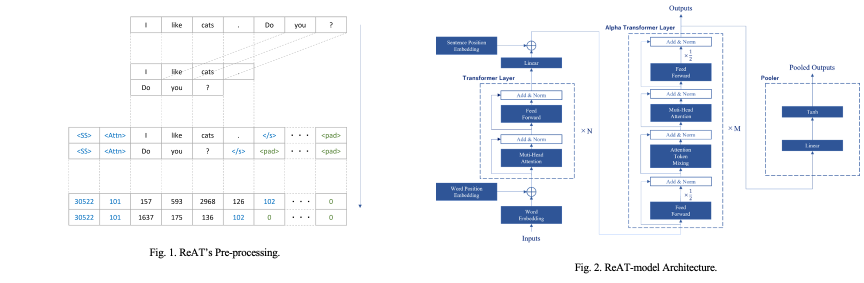 I like cats . Do you ?
I like cats .
Do you ?
<SS> <Attn> I like cats . </s> · · · <pad>
<SS> <Attn> Do you ? </s> <pad> · · · <pad>
30522 101 157 593 2968 126 102 · · · 0
30522 101 1637 175 136 102 0 · · · 0
Fig. 1. ReAT's Pre-processing.
Sentence Position
Embedding
Linear
Transformer Layer
Add & Norm
Feed
Forward
Add & Norm
Muti-Head
Attention
× N
Word Position
Embedding
Word
Embedding
Inputs
Outputs
Alpha Transformer Layer
Add & Norm
× 1/2
Feed
Forward
Add & Norm
Muti-Head
Attention
Add & Norm
Attention
Token
Mixing
Add & Norm
× 1/2
Feed
Forward
× M
Pooled Outputs
Pooler
Tanh
Linear
Fig. 2. ReAT-model Architecture.